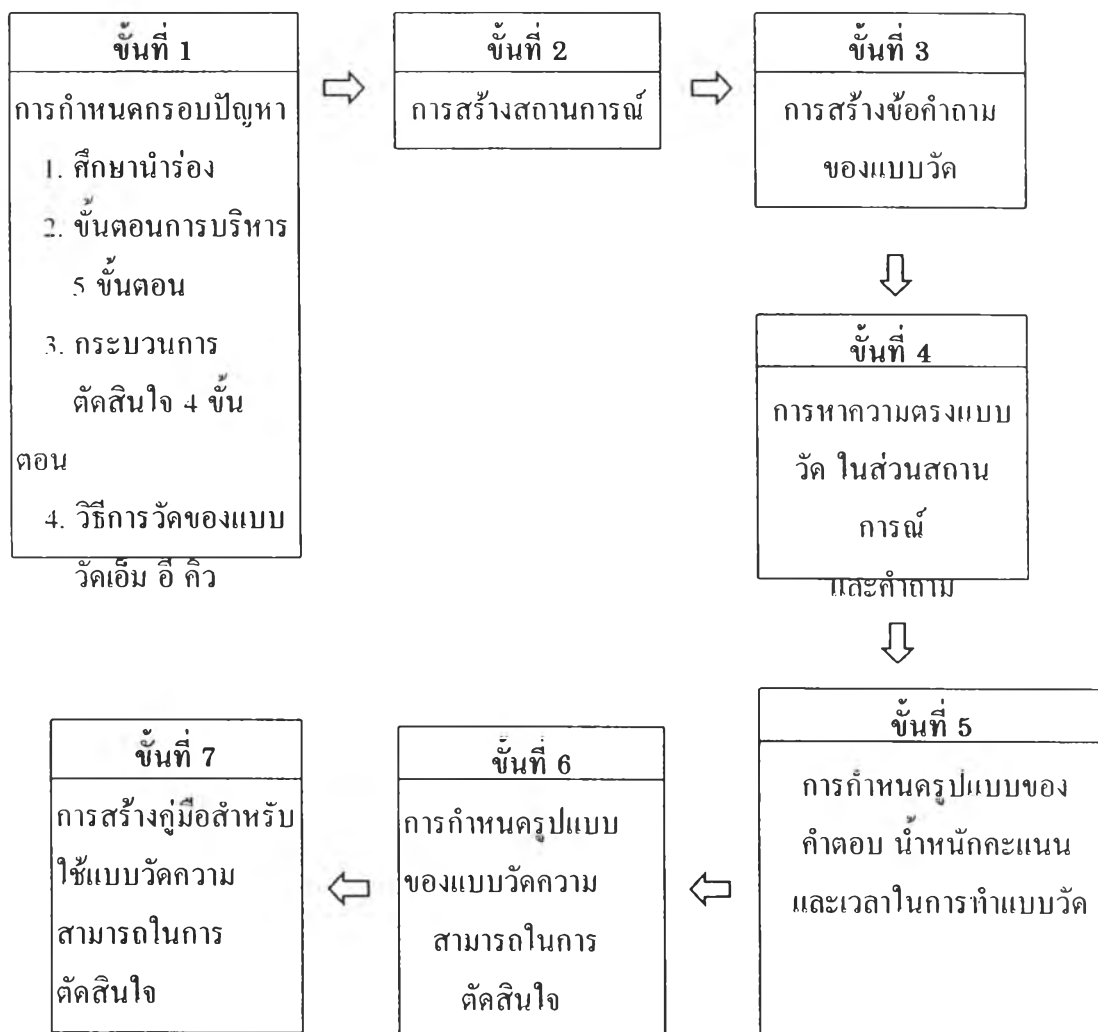 ขั้นที่ 1
การกำหนดกรอบปัญหา
1. ศึกษานำร่อง
2. ขั้นตอนการบริหาร
5 ขั้นตอน
3. กระบวนการ
ตัดสินใจ 4 ขั้น
ตอน
4. วิธีการวัดของแบบ
วัดเอ็ม อี คิว
ขั้นที่ 2
การสร้างสถานการณ์
ขั้นที่ 3
การสร้างข้อคำถาม
ของแบบวัด
ขั้นที่ 4
การหาความตรงแบบ
วัด ในส่วนสถาน
การณ์
และคำถาม
ขั้นที่ 5
การกำหนดรูปแบบของ
คำตอบ น้ำหนักคะแนน
และเวลาในการทำแบบวัด
ขั้นที่ 6
การกำหนดรูปแบบ
ของแบบวัดความ
สามารถในการ
ตัดสินใจ
ขั้นที่ 7
การสร้างคู่มือสำหรับ
ใช้แบบวัดความ
สามารถในการ
ตัดสินใจ